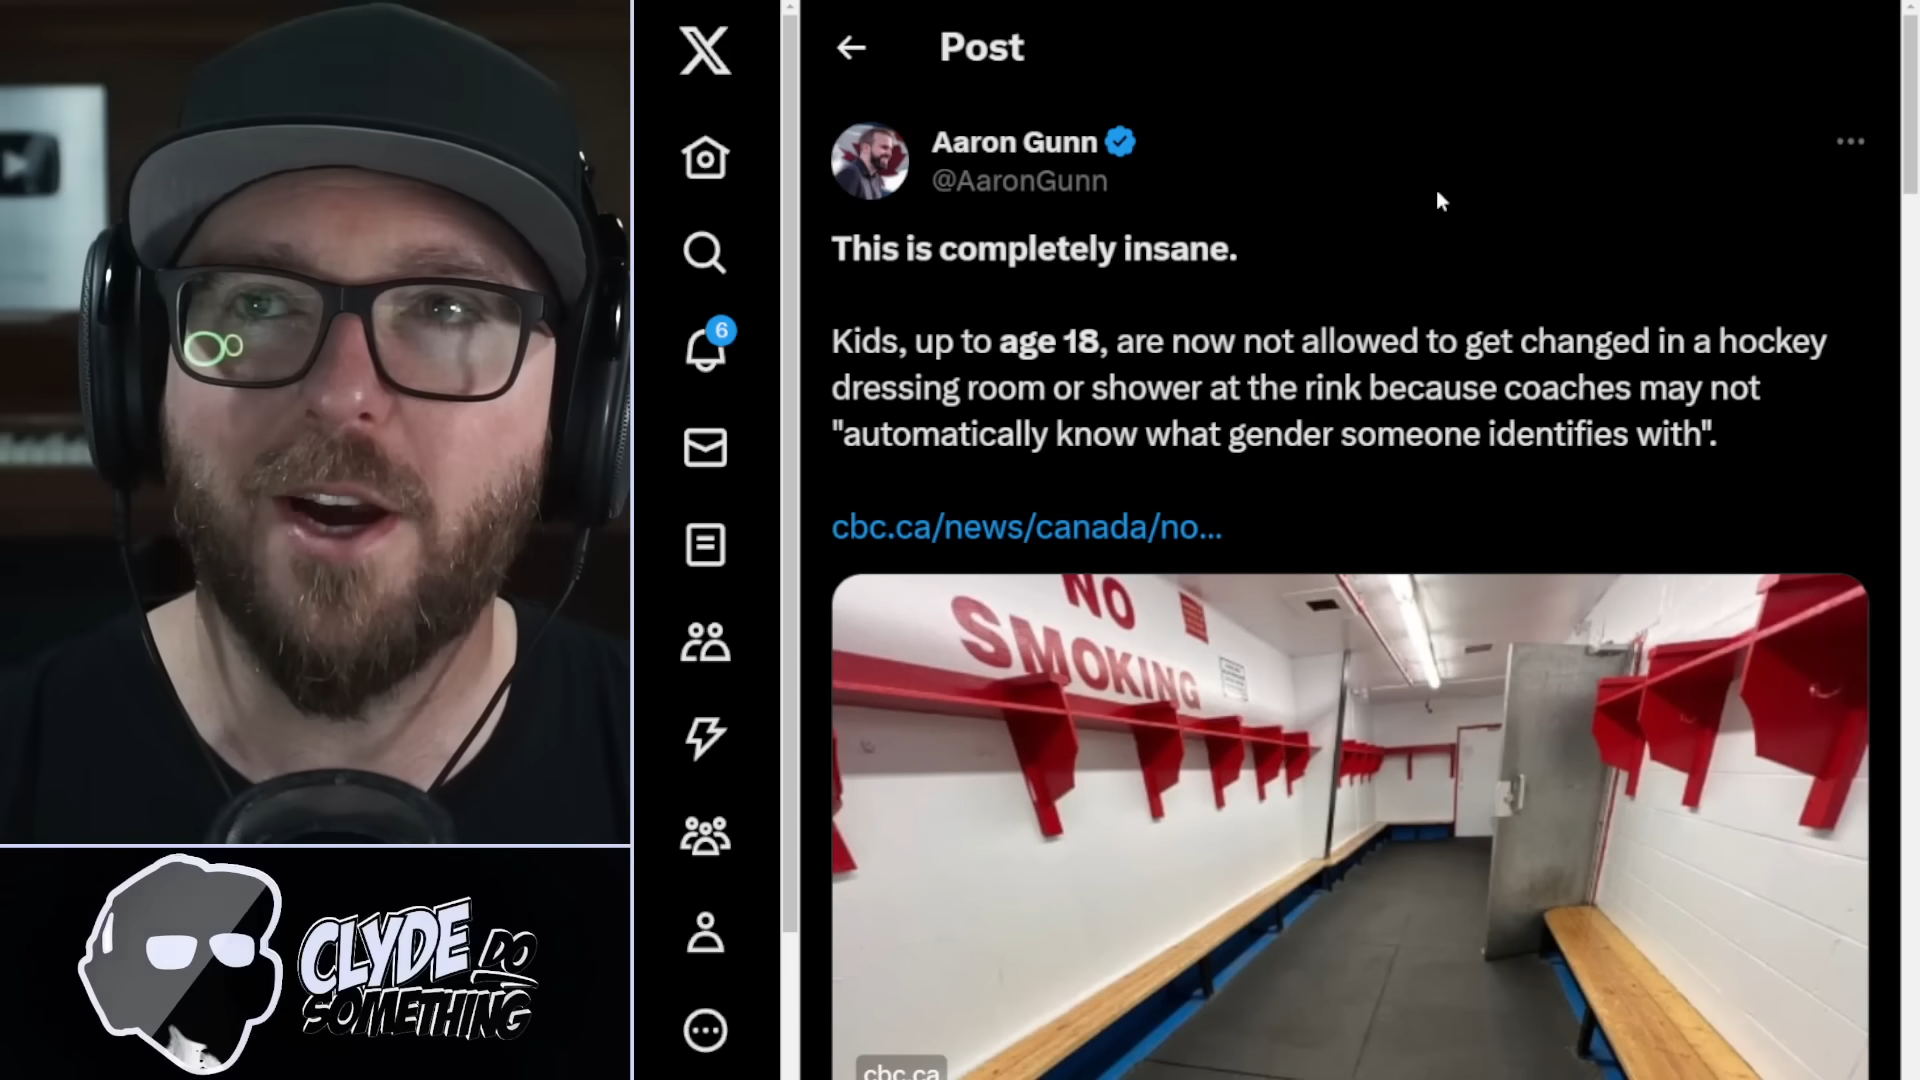 Post
Aaron Gunn
@AaronGunn
This is completely insane.
6
Kids, up to age 18, are now not allowed to get changed in a hockey
dressing room or shower at the rink because coaches may not
"automatically know what gender someone identifies with".
cbc.ca/news/canada/no...
NO
SMOKING
CLYDE DO
SOMETHING
cbc.ca